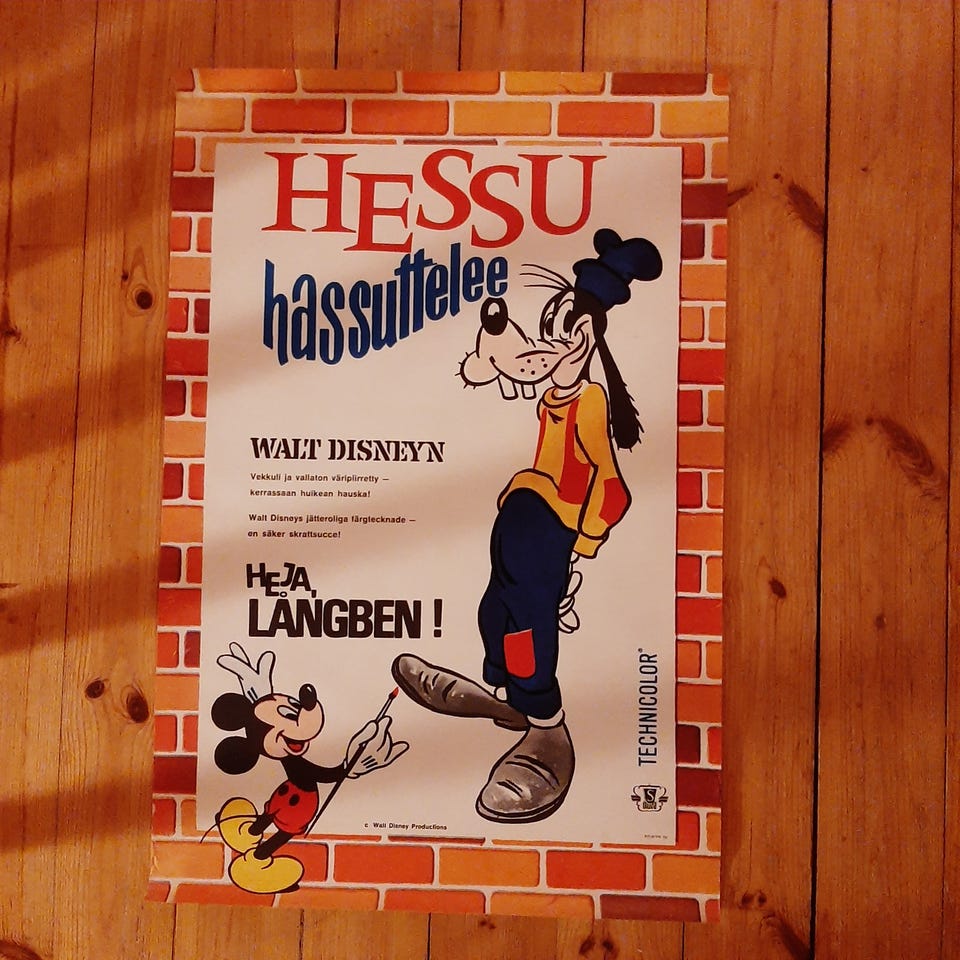 HESSU
hassuttelee
WALT DISNEYN
Vekkuli ja vallaton väripiirretty —
kerrassaan huikean hauska!
Walt Disneys jätteroliga färgtecknade —
en säker skrattsucce!
HEJA,
LÅNGBEN !
TECHNICOLOR®
S
c Walt Disney Productions